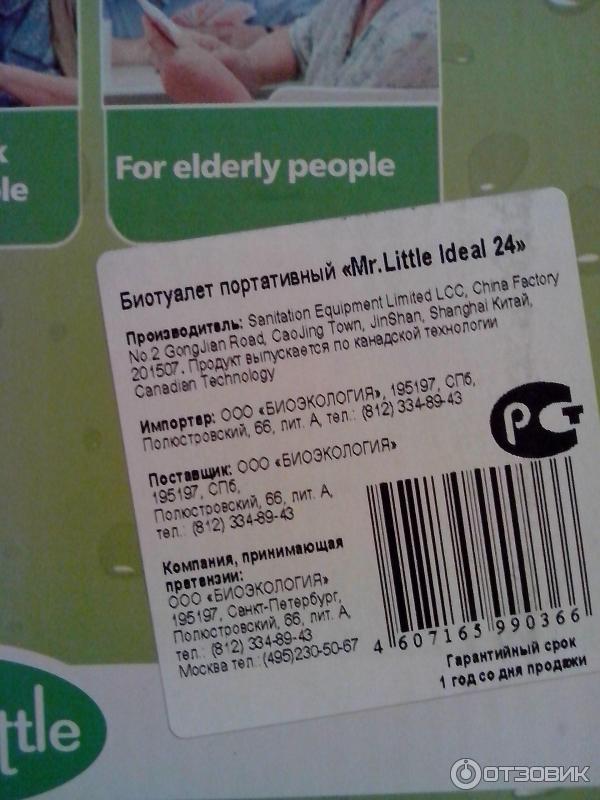 k
le
For elderly people
Биотуалет портативный «Mr.Little Ideal 24»
Производитель: Sanitation Equipment Limited LCC, China Factory
No.2 GongJian Road, CaoJing Town, JinShan, Shanghai Китай,
201507. Продукт выпускается по канадской технологии
Canadian Technology
Импортер: ООО «БИОЭКОЛОГИЯ», 195197, СПб,
Полюстровский, 66, лит. А, тел.: (812) 334-89-43
РСТ
Поставщик: ООО «БИОЭКОЛОГИЯ»
195197, СПб,
Полюстровский, 66, лит. А,
тел.: (812) 334-89-43
Компания, принимающая
претензии:
ООО «БИОЭКОЛОГИЯ»
195197, Санкт-Петербург,
Полюстровский, 66, лит. А,
тел.: (812) 334-89-43
Москва тел.:(495)230-50-67
4 607165 990366
Гарантийный срок
1 год со дня продажи
ittle
ОТЗОВИК